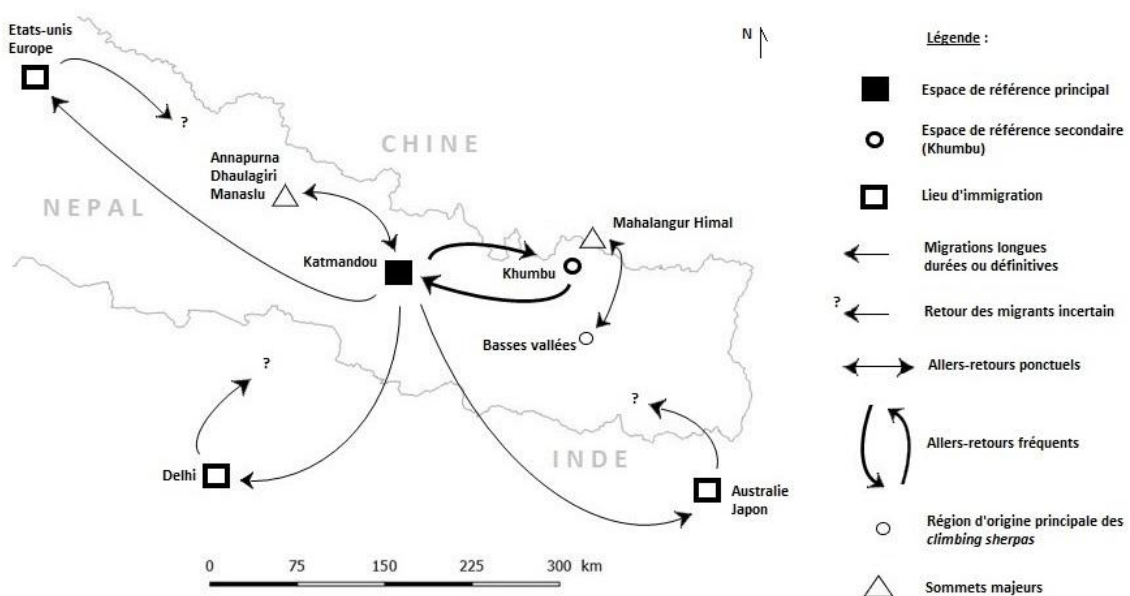 Etats-unis
Europe
?
N
CHINE
Annapurna
Dhaulagiri
Manaslu
NEPAL
Mahalangur Himal
Katmandou
Khumbu
Basses vallées
?
?
Delhi
INDE
Australie
Japon
0 75 150 225 300 km
Légende :
Espace de référence principal
Espace de référence secondaire
(Khumbu)
Lieu d'immigration
Migrations longues
durées ou définitives
?
Retour des migrants incertain
Allers-retours ponctuels
Allers-retours fréquents
Région d'origine principale des
climbing sherpas
Sommets majeurs